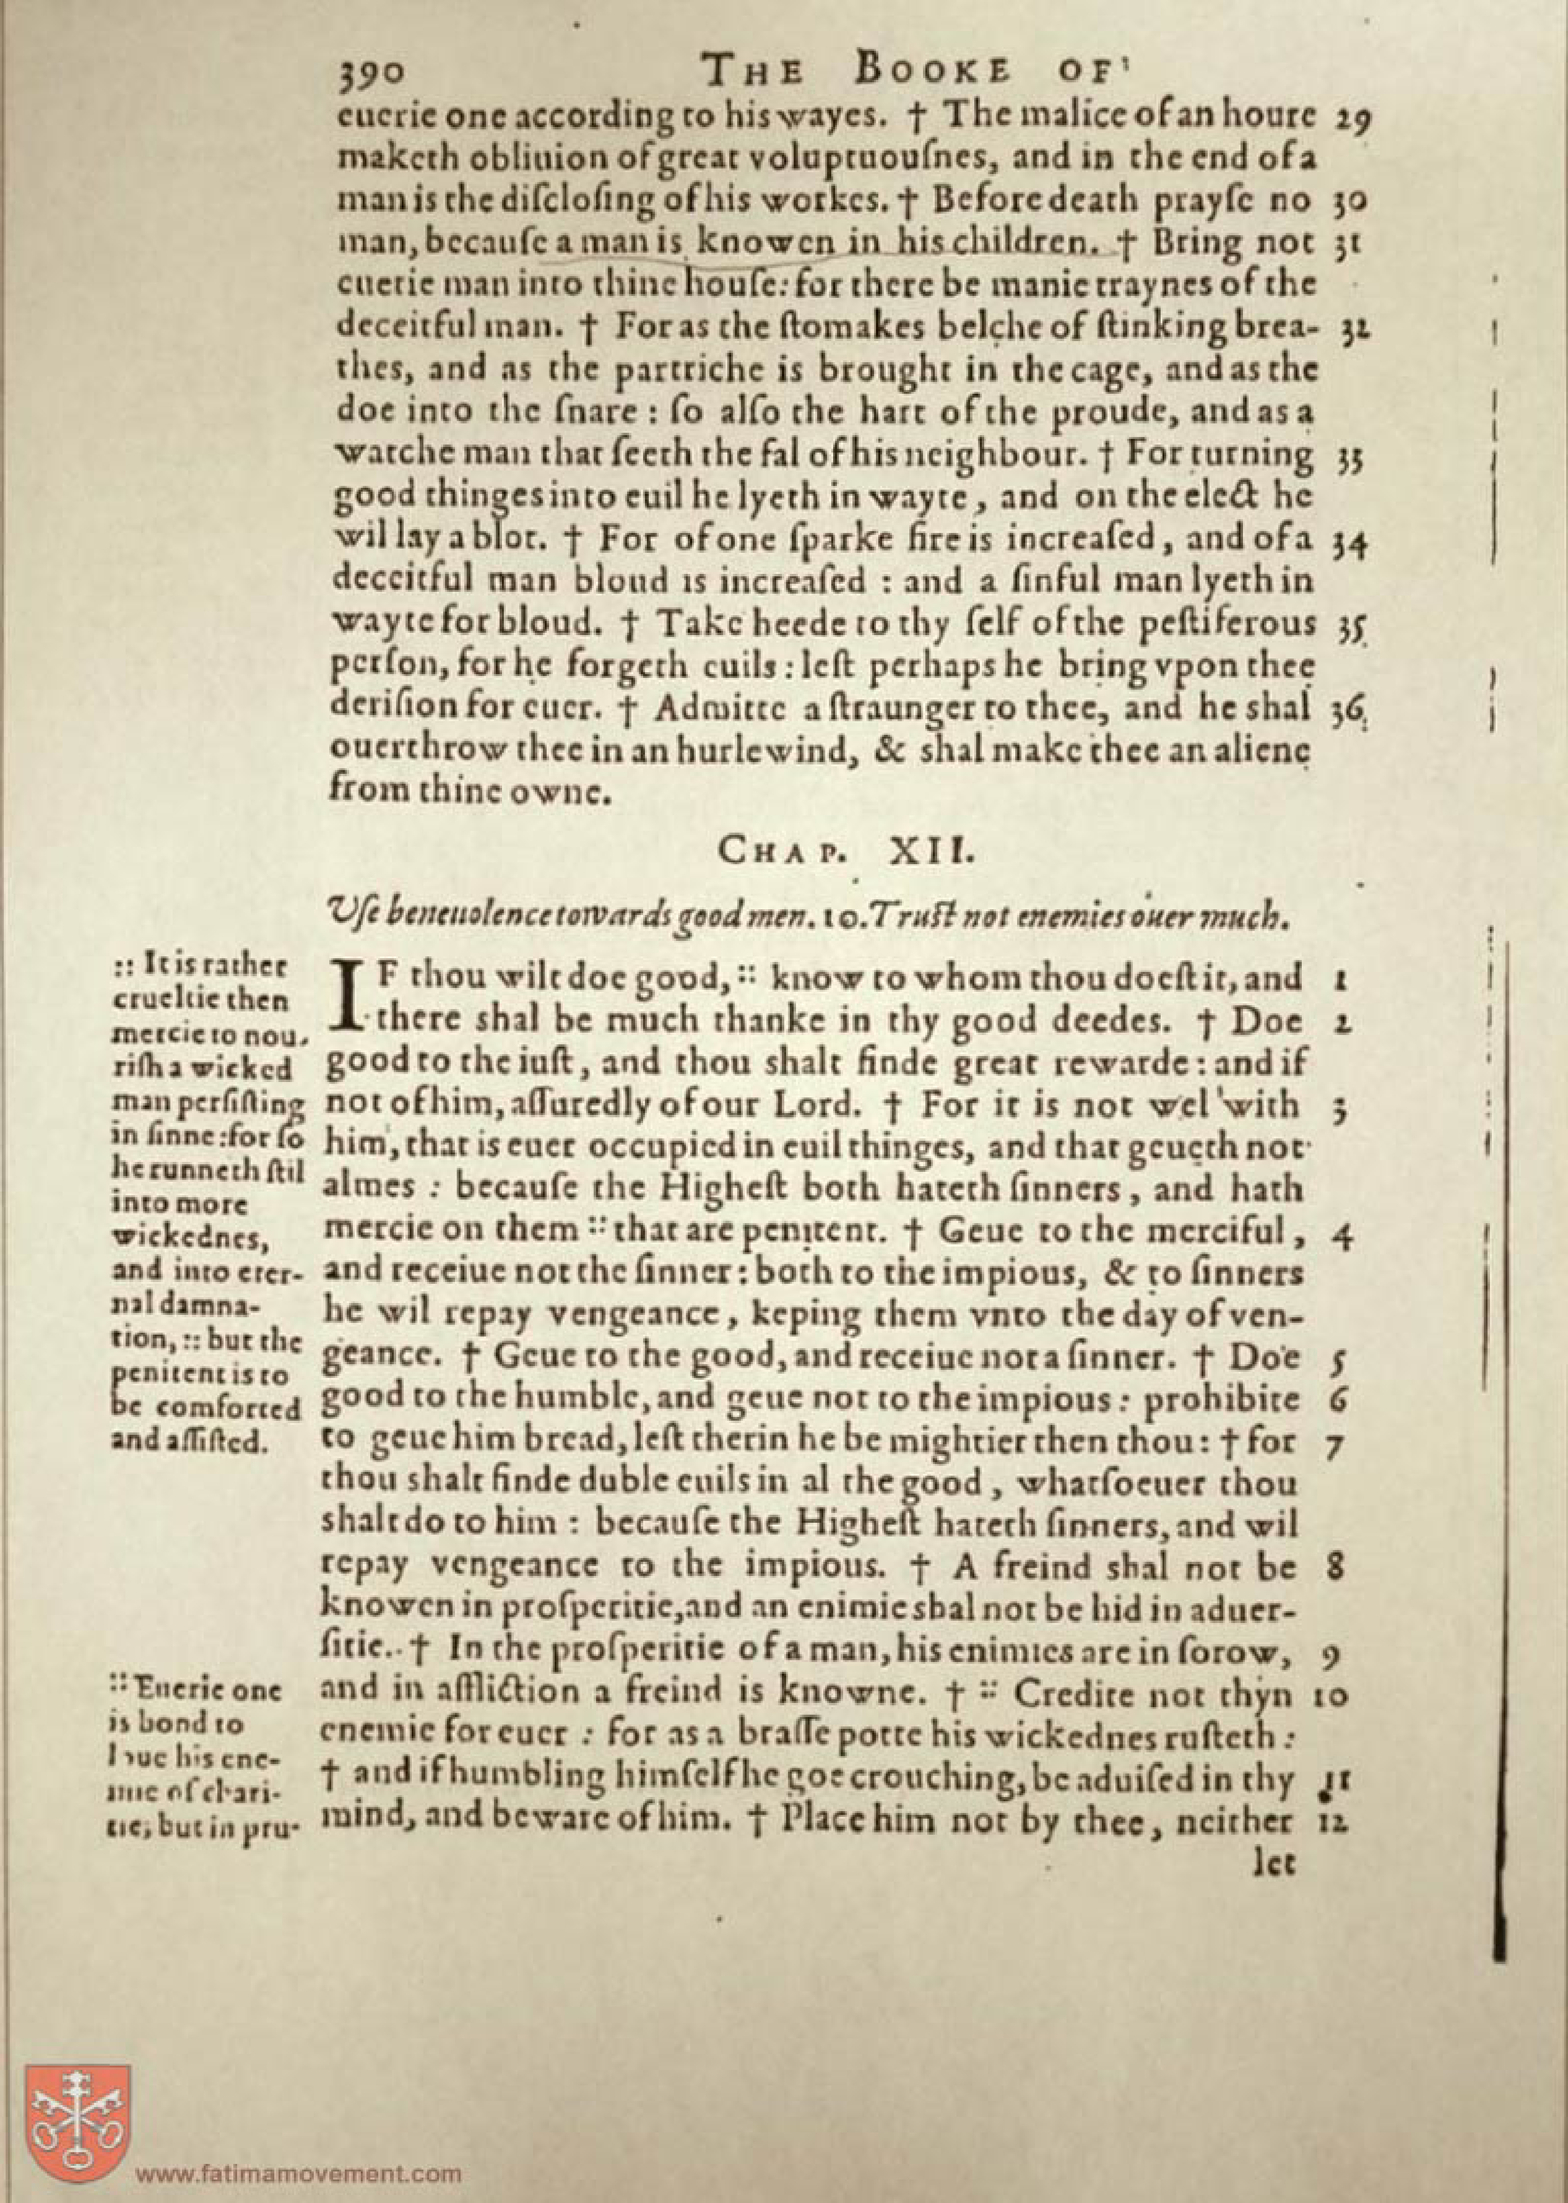 390 THE BOOKE OF
euerie one according to his wayes. † The malice of an houre 29
maketh obliuion of great voluptuouſnes, and in the end of a
man is the diſcloſing of his workes. † Before death prayſe no 30
man, becauſe a man is knowen in his children. † Bring not 31
euerie man into thine houſe: for there be manie traynes of the
deceitful man. † For as the ſtomakes belche of ſtinking brea- 32
thes, and as the partriche is brought in the cage, and as the
doe into the ſnare : ſo alſo the hart of the proude, and as a
watche man that ſeeth the fal of his neighbour. † For turning 33
good thinges into euil he lyeth in wayte, and on the elect he
wil lay a blot. † For of one ſparke fire is increaſed, and of a 34
deceitful man bloud is increaſed : and a ſinful man lyeth in
wayte for bloud. † Take heede to thy ſelf of the peſtiferous 35
perſon, for he forgeth euils : leſt perhaps he bring vpon thee
deriſion for euer. † Admitte a ſtraunger to thee, and he shal 36
ouerthrow thee in an hurlewind, & shal make thee an aliene
from thine owne.
CHAP. XII.
Vſe beneuolence towards good men. 10. Truſt not enemies ouer much.
IF thou wilt doe good, :: know to whom thou doeſt it, and 1
there shal be much thanke in thy good deedes. † Doe 2
good to the iuſt, and thou shalt finde great rewarde : and if
not of him, aſſuredly of our Lord. † For it is not wel with 3
him, that is euer occupied in euil thinges, and that geueth not
almes : becauſe the Higheſt both hateth ſinners, and hath
mercie on them :: that are penitent. † Geue to the merciful, 4
and receiue not the ſinner : both to the impious, & to ſinners
he wil repay vengeance, keping them vnto the day of ven-
geance. † Geue to the good, and receiue not a ſinner. † Doe 5
good to the humble, and geue not to the impious : prohibite 6
to geue him bread, leſt therin he be mightier then thou : † for 7
thou shalt finde duble euils in al the good, whatſoeuer thou
shalt do to him : becauſe the Higheſt hateth ſinners, and wil
repay vengeance to the impious. † A freind shal not be 8
knowen in proſperitie, and an enimie shal not be hid in aduer-
ſitie. † In the proſperitie of a man, his enimies are in ſorow, 9
and in affliction a freind is knowne. † :: Credite not thyn 10
enemie for euer : for as a braſſe potte his wickednes ruſteth :
† and if humbling himſelf he goe crouching, be aduiſed in thy 11
mind, and beware of him. † Place him not by thee, neither 12
let
:: It is rather
crueltie then
mercie to nou-
riſh a wicked
man perſiſting
in ſinne : for ſo
he runneth ſtil
into more
wickednes,
and into eter-
nal damna-
tion, :: but the
penitent is to
be comforted
and aſſiſted.
:: Euerie one
is bond to
loue his ene-
mie of chari-
tie, but in pru-
www.fatimamovement.com